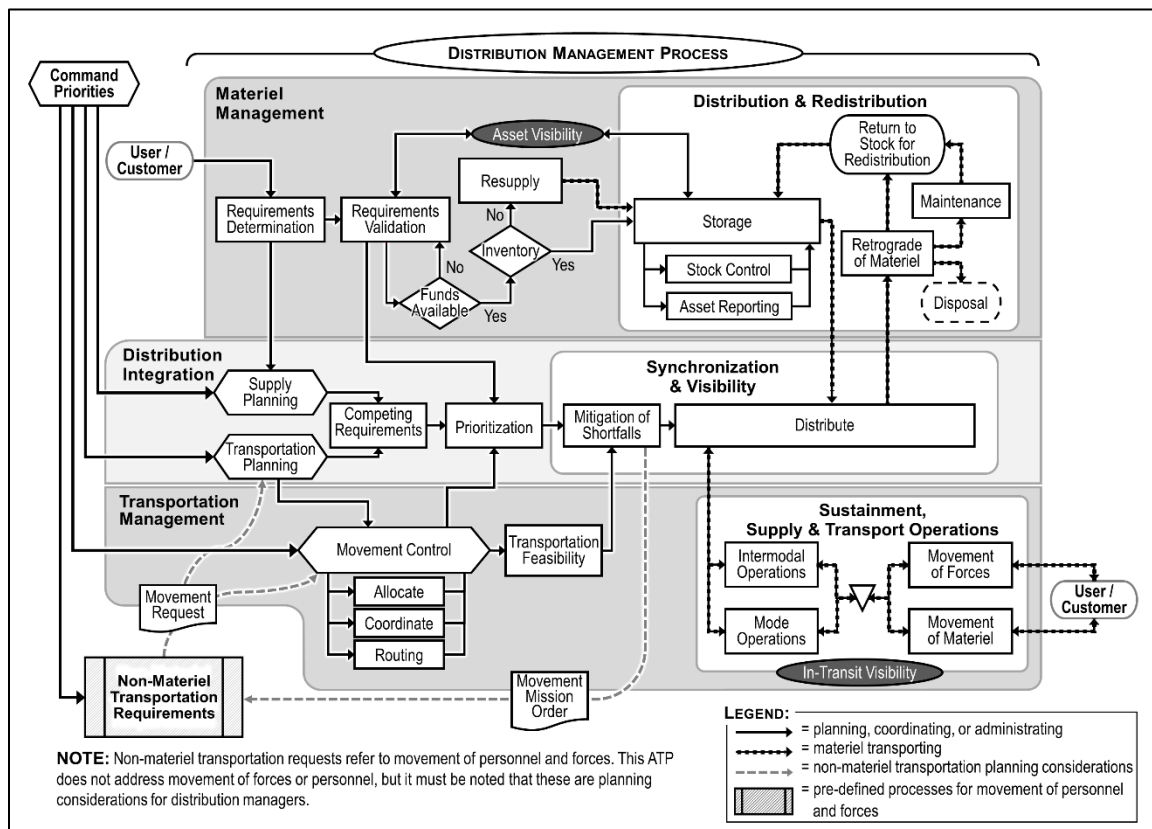 DISTRIBUTION MANAGEMENT PROCESS
Command
Priorities
Materiel
Management
Distribution & Redistribution
User /
Customer
Asset Visibility
Return to
Stock for
Redistribution
Resupply
Requirements
Determination
Requirements
Validation
Storage
Maintenance
No
Inventory
Yes
Retrograde
of Materiel
No
Funds
Available
Yes
Stock Control
Asset Reporting
Disposal
Distribution
Integration
Synchronization
& Visibility
Supply
Planning
Competing
Requirements
Prioritization
Mitigation of
Shortfalls
Distribute
Transportation
Planning
Transportation
Management
Sustainment,
Supply & Transport Operations
Movement Control
Transportation
Feasibility
Intermodal
Operations
Movement
of Forces
Movement
Request
Allocate
Coordinate
Routing
User /
Customer
Mode
Operations
Movement
of Materiel
In-Transit Visibility
Non-Materiel
Transportation
Requirements
Movement
Mission
Order
LEGEND:
= planning, coordinating, or administrating
= materiel transporting
= non-materiel transportation planning considerations
= pre-defined processes for movement of personnel
and forces
NOTE: Non-materiel transportation requests refer to movement of personnel and forces. This ATP
does not address movement of forces or personnel, but it must be noted that these are planning
considerations for distribution managers.